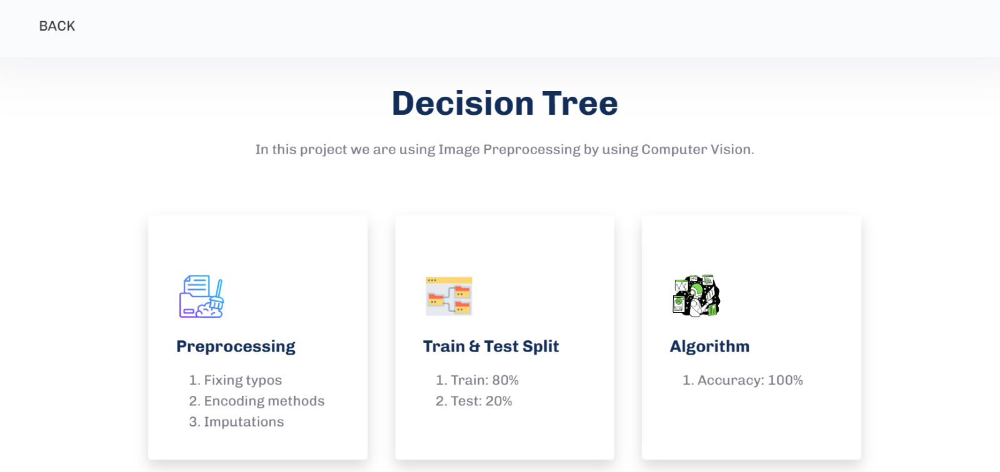 BACK
Decision Tree
In this project we are using Image Preprocessing by using Computer Vision.
Preprocessing
1. Fixing typos
2. Encoding methods
3. Imputations
Train & Test Split
1. Train: 80%
2. Test: 20%
Algorithm
1. Accuracy: 100%